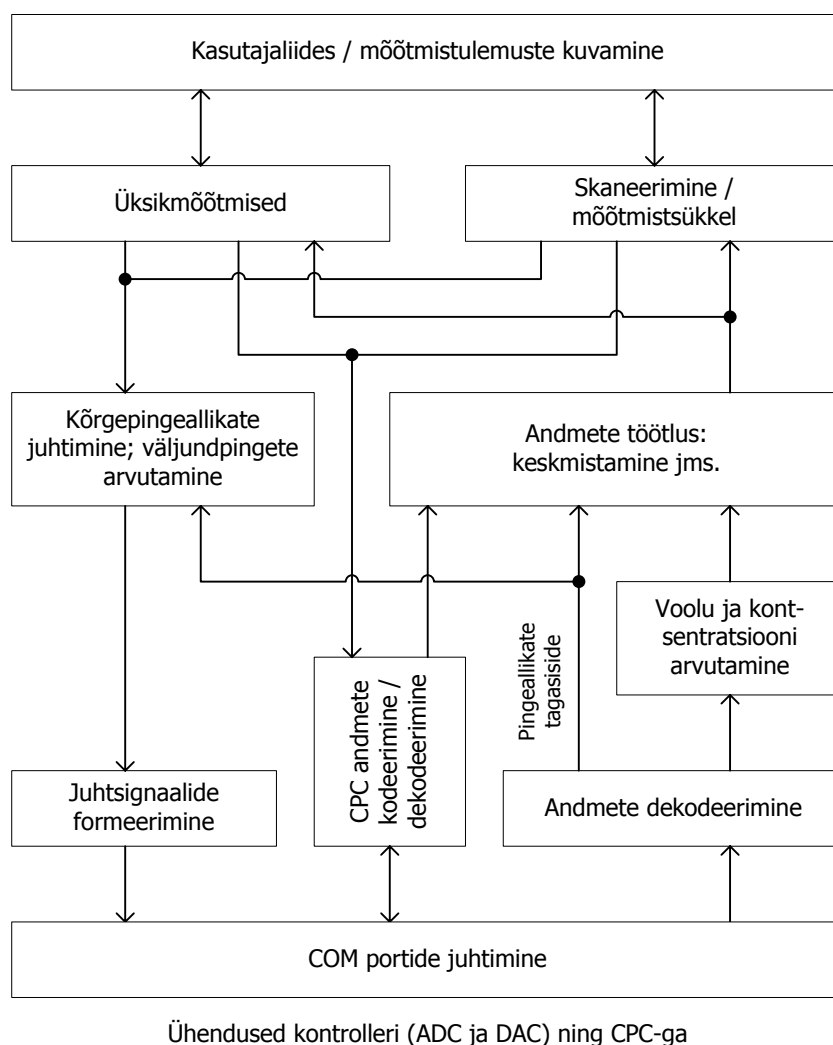 Kasutajaliides / mõõtmistulemuste kuvamine
Üksikmõõtmised
Skaneerimine /
mõõtmistsükkel
Kõrgepingeallikate
juhtimine; väljundpingete
arvutamine
Andmete töötlus:
keskmistamine jms.
Voolu ja kont-
sentratsiooni
arvutamine
Pingeallikate
tagasiside
CPC andmete
kodeerimine /
dekodeerimine
Juhtsignaalide
formeerimine
Andmete dekodeerimine
COM portide juhtimine
Ühendused kontrolleri (ADC ja DAC) ning CPC-ga